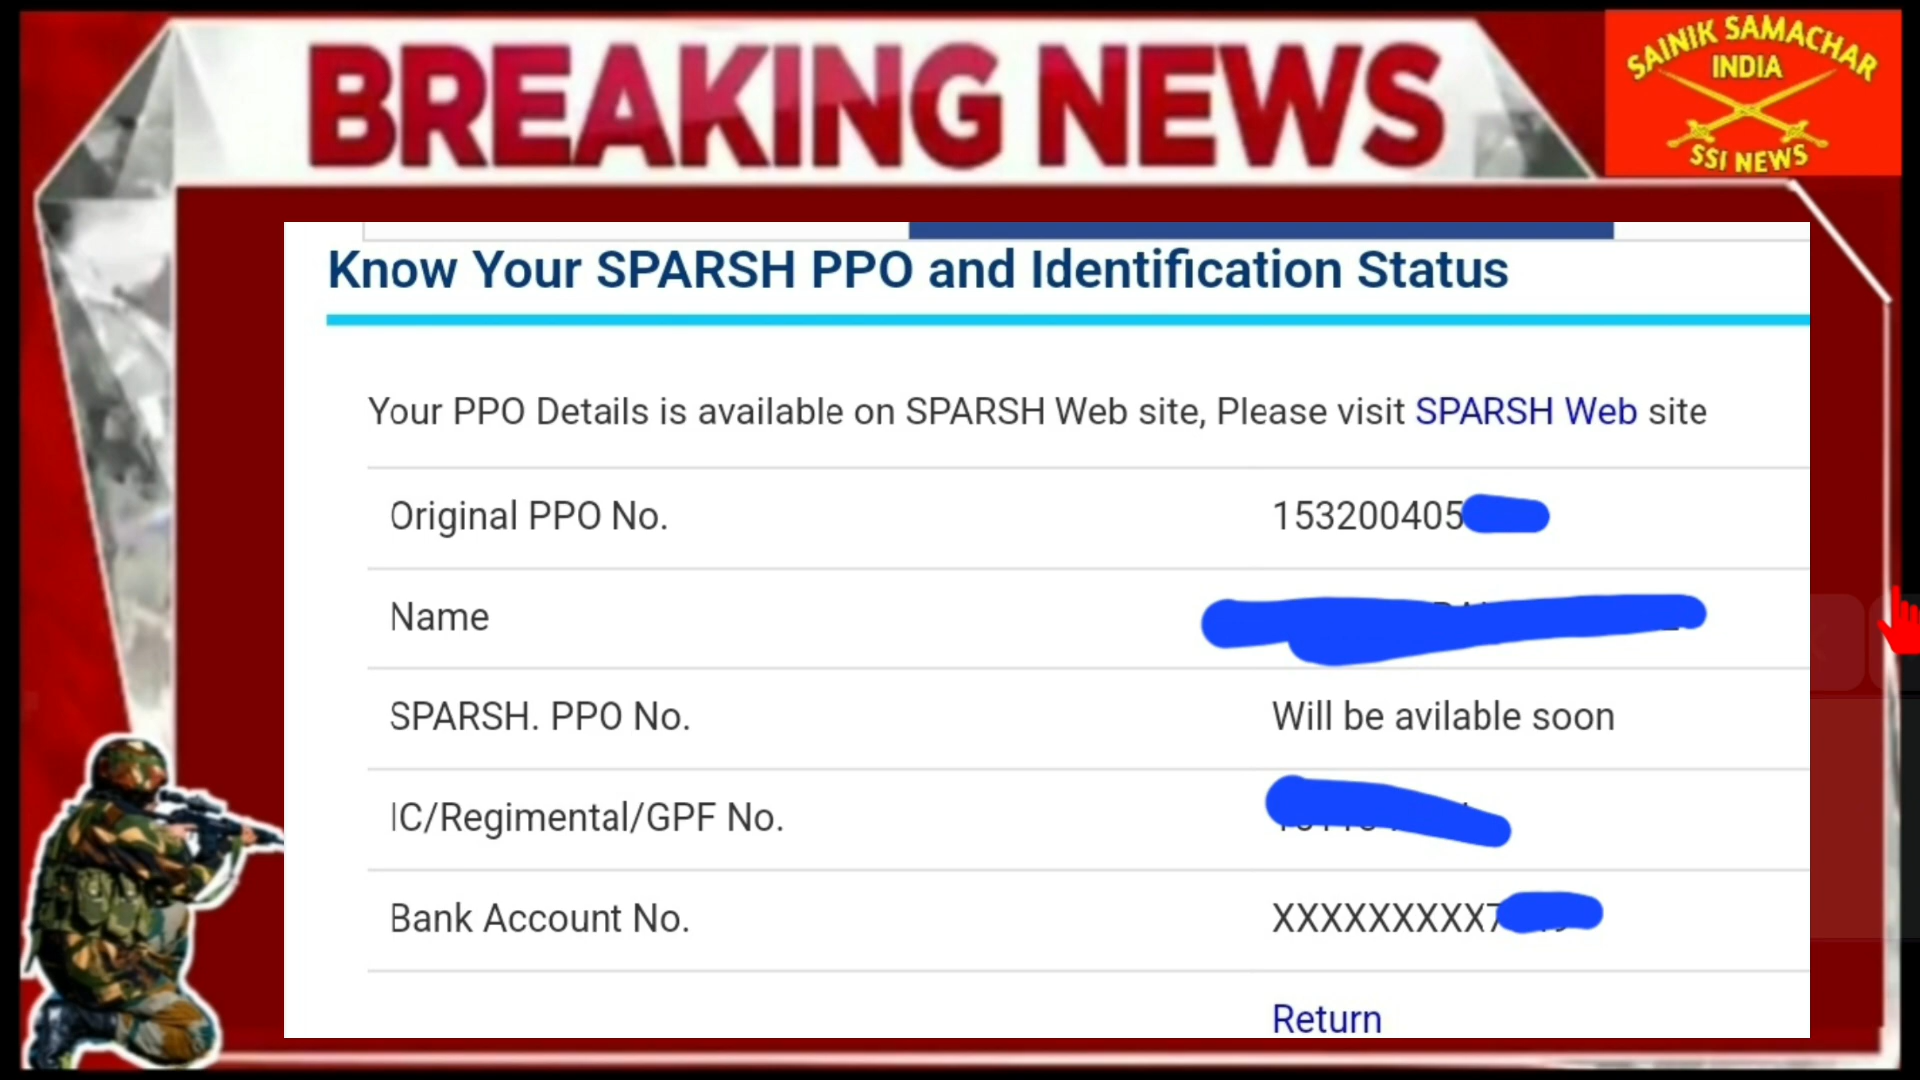 BREAKING NEWS
SAINIK SAMACHAR
INDIA
SSI NEWS
Know Your SPARSH PPO and Identification Status
Your PPO Details is available on SPARSH Web site, Please visit SPARSH Web site
Original PPO No. 153200405
Name
SPARSH. PPO No. Will be avilable soon
IC/Regimental/GPF No.
Bank Account No. XXXXXXXXX7
Return